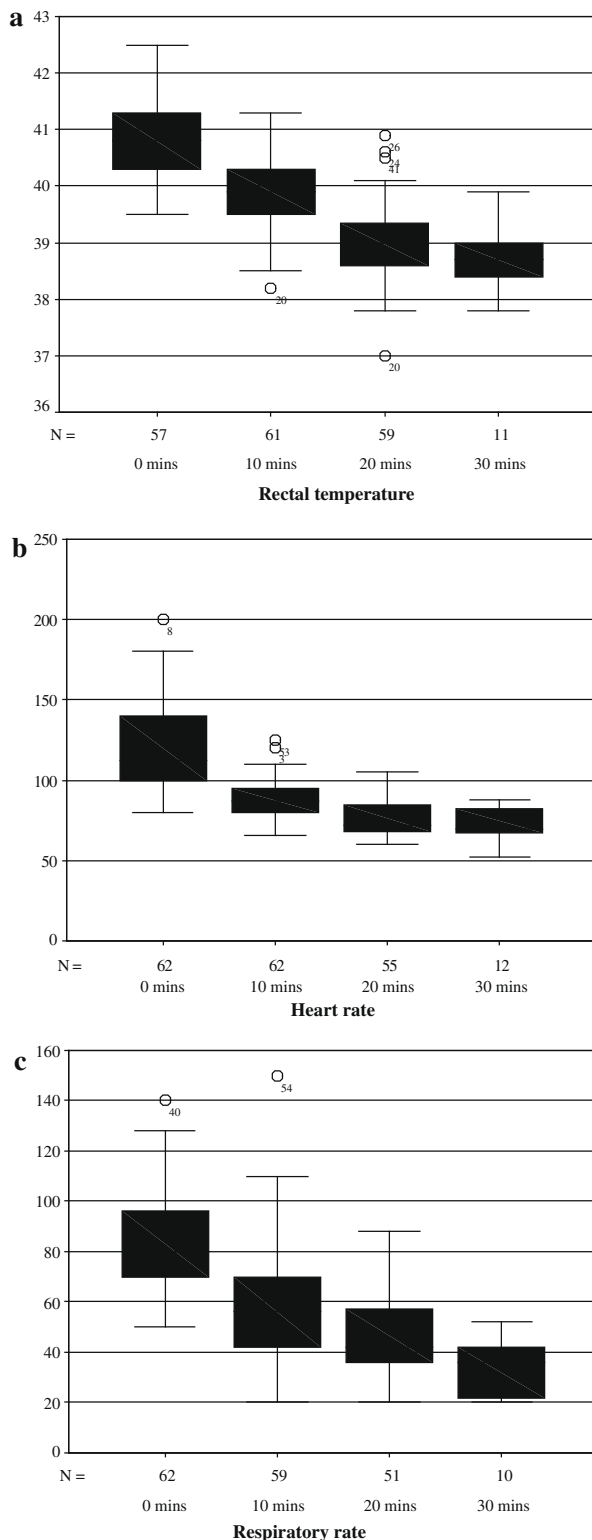 a
43
42
41
40
39
38
37
36
26
24
41
20
20
N = 57 61 59 11
0 mins 10 mins 20 mins 30 mins
Rectal temperature
b
250
200
150
100
50
0
8
53
3
N = 62 62 55 12
0 mins 10 mins 20 mins 30 mins
Heart rate
c
160
140
120
100
80
60
40
20
0
40
54
N = 62 59 51 10
0 mins 10 mins 20 mins 30 mins
Respiratory rate